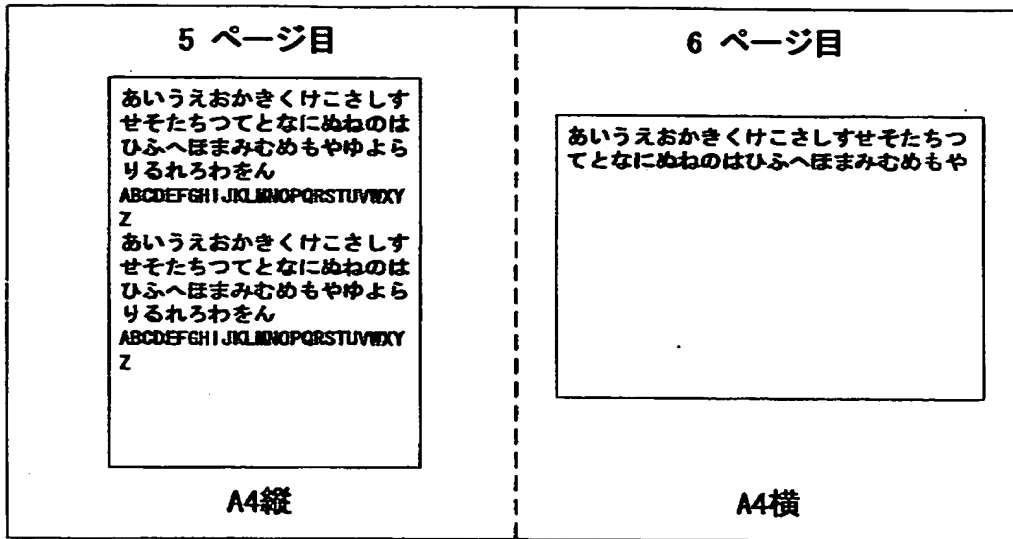 5 ページ目
あいうえおかきくけこさしす
せそたちつてとなにぬねのは
ひふへほまみむめもやゆよら
りるれろわをん
ABCDEFGHIJKLMNOPQRSTUVWXY
Z
あいうえおかきくけこさしす
せそたちつてとなにぬねのは
ひふへほまみむめもやゆよら
りるれろわをん
ABCDEFGHIJKLMNOPQRSTUVWXY
Z
A4縦
6 ページ目
あいうえおかきくけこさしすせそたちつ
てとなにぬねのはひふへほまみむめもや
A4横